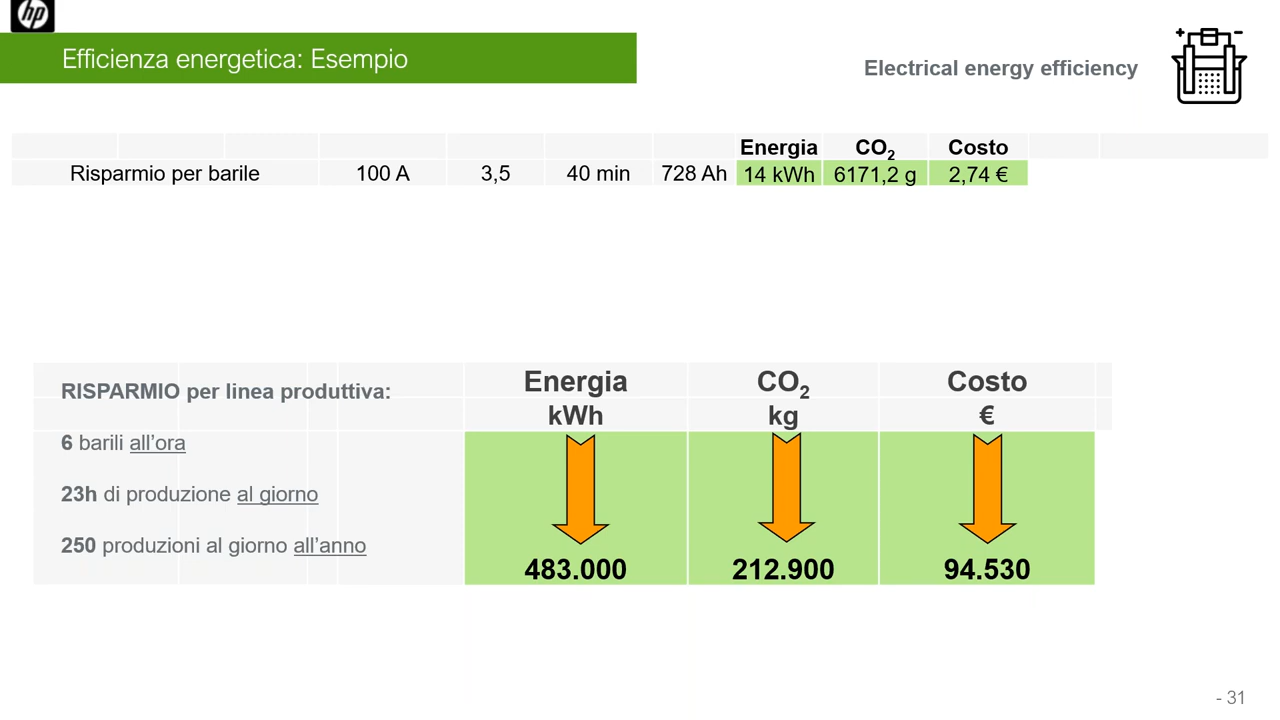 hp
Efficienza energetica: Esempio
Electrical energy efficiency
Energia CO2 Costo
Risparmio per barile 100 A 3,5 40 min 728 Ah 14 kWh 6171,2 g 2,74 €
RISPARMIO per linea produttiva: Energia CO2 Costo
kWh kg €
6 barili all’ora
23h di produzione al giorno
250 produzioni al giorno all’anno
483.000 212.900 94.530
- 31